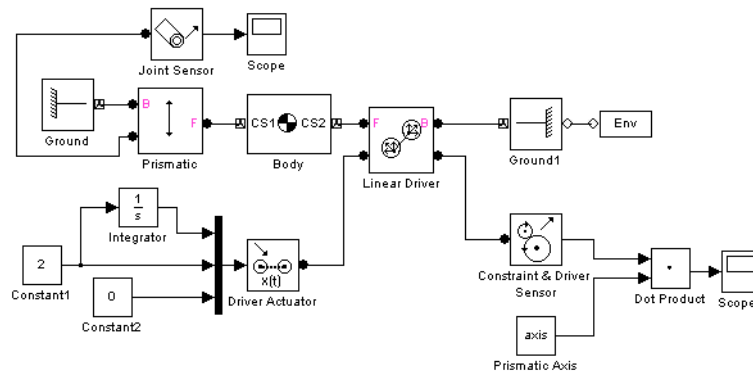 Joint Sensor
Scope
B
F
CS1 CS2
F
B
Env
Ground
Prismatic
Body
Linear Driver
Ground1
1
s
Integrator
2
Constant1
0
Constant2
x(t)
Driver Actuator
Constraint & Driver
Sensor
Dot Product
Scope
axis
Prismatic Axis